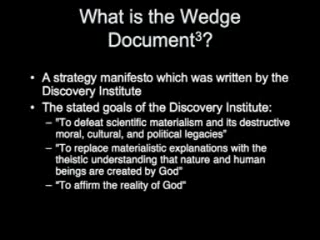 What is the Wedge
Document³?
• A strategy manifesto which was written by the
Discovery Institute
• The stated goals of the Discovery Institute:
– "To defeat scientific materialism and its destructive
moral, cultural, and political legacies"
– "To replace materialistic explanations with the
theistic understanding that nature and human
beings are created by God"
– "To affirm the reality of God"